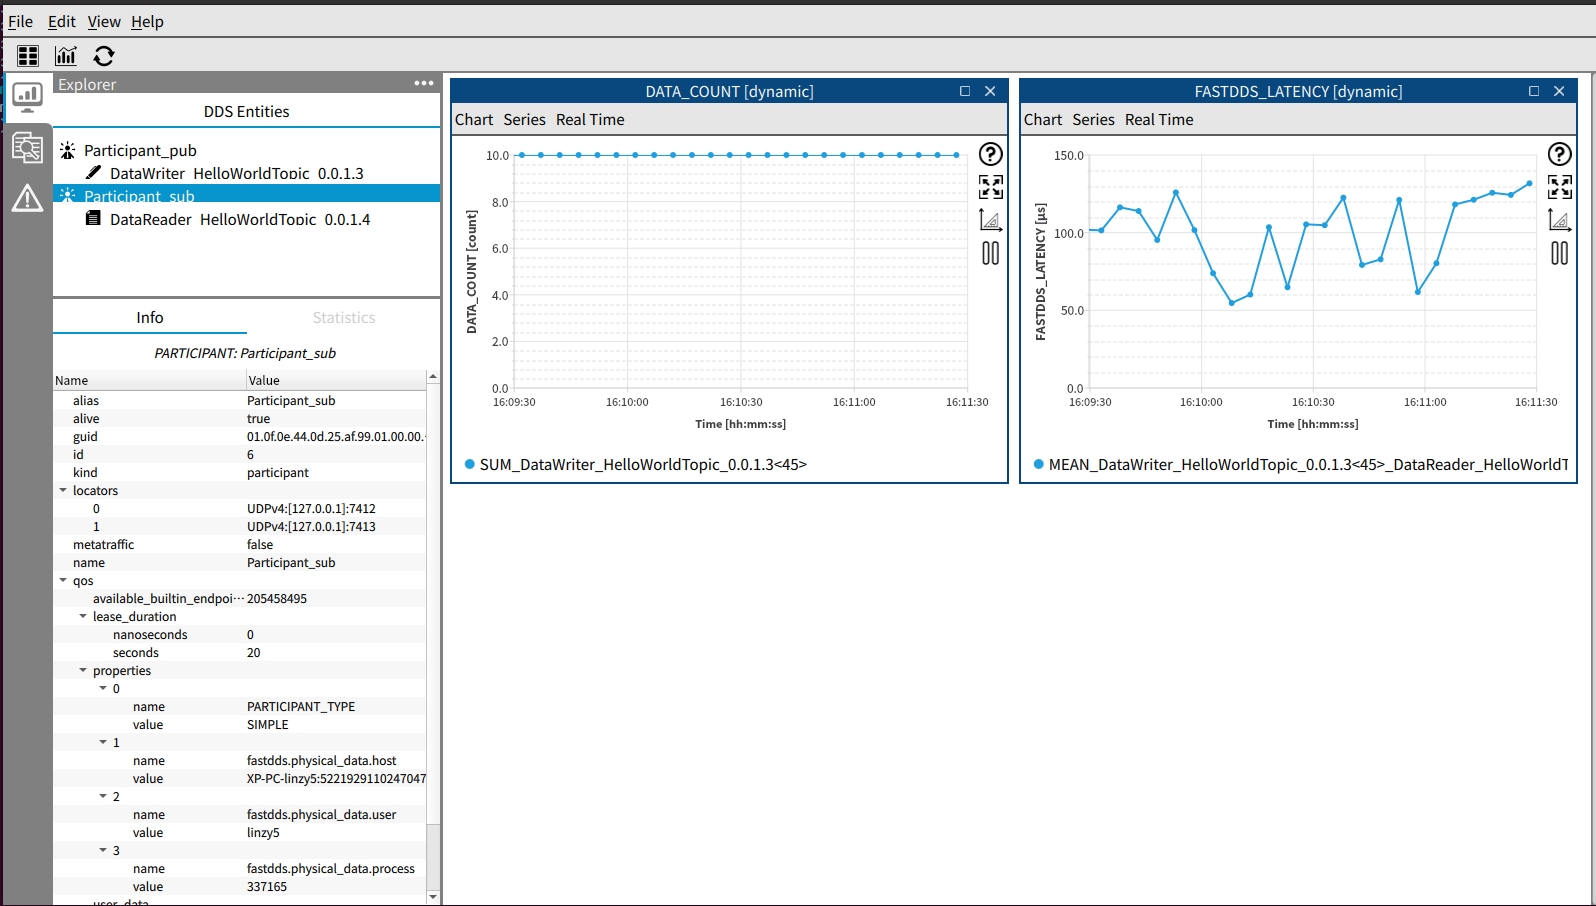 File Edit View Help
Explorer
DDS Entities
Participant_pub
DataWriter_HelloWorldTopic_0.0.1.3
Participant_sub
DataReader_HelloWorldTopic_0.0.1.4
Info Statistics
PARTICIPANT: Participant_sub
Name Value
alias Participant_sub
alive true
guid 01.0f.0e.44.0d.25.af.99.01.00.00.
id 6
kind participant
locators
0 UDPv4:[127.0.0.1]:7412
1 UDPv4:[127.0.0.1]:7413
metatraffic false
name Participant_sub
qos
available_builtin_endpoi··· 205458495
lease_duration
nanoseconds 0
seconds 20
properties
0
name PARTICIPANT_TYPE
value SIMPLE
1
name fastdds.physical_data.host
value XP-PC-linzy5:5221929110247047
2
name fastdds.physical_data.user
value linzy5
3
name fastdds.physical_data.process
value 337165
user_data
DATA_COUNT [dynamic]
Chart Series Real Time
DATA_COUNT [count]
10.0
8.0
6.0
4.0
2.0
0.0
16:09:30 16:10:00 16:10:30 16:11:00 16:11:30
Time [hh:mm:ss]
SUM_DataWriter_HelloWorldTopic_0.0.1.3<45>
FASTDDS_LATENCY [dynamic]
Chart Series Real Time
FASTDDS_LATENCY [µs]
150.0
100.0
50.0
0.0
16:09:30 16:10:00 16:10:30 16:11:00 16:11:30
Time [hh:mm:ss]
MEAN_DataWriter_HelloWorldTopic_0.0.1.3<45>_DataReader_HelloWorldT